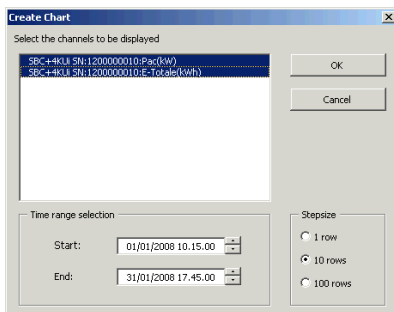 Create Chart
Select the channels to be displayed
SBC+4KUi SN:1200000010:Pac(kW)
SBC+4KUi SN:1200000010:E-Totale(kWh)
OK
Cancel
Time range selection
Start: 01/01/2008 10.15.00
End: 31/01/2008 17.45.00
Stepsize
1 row
10 rows
100 rows